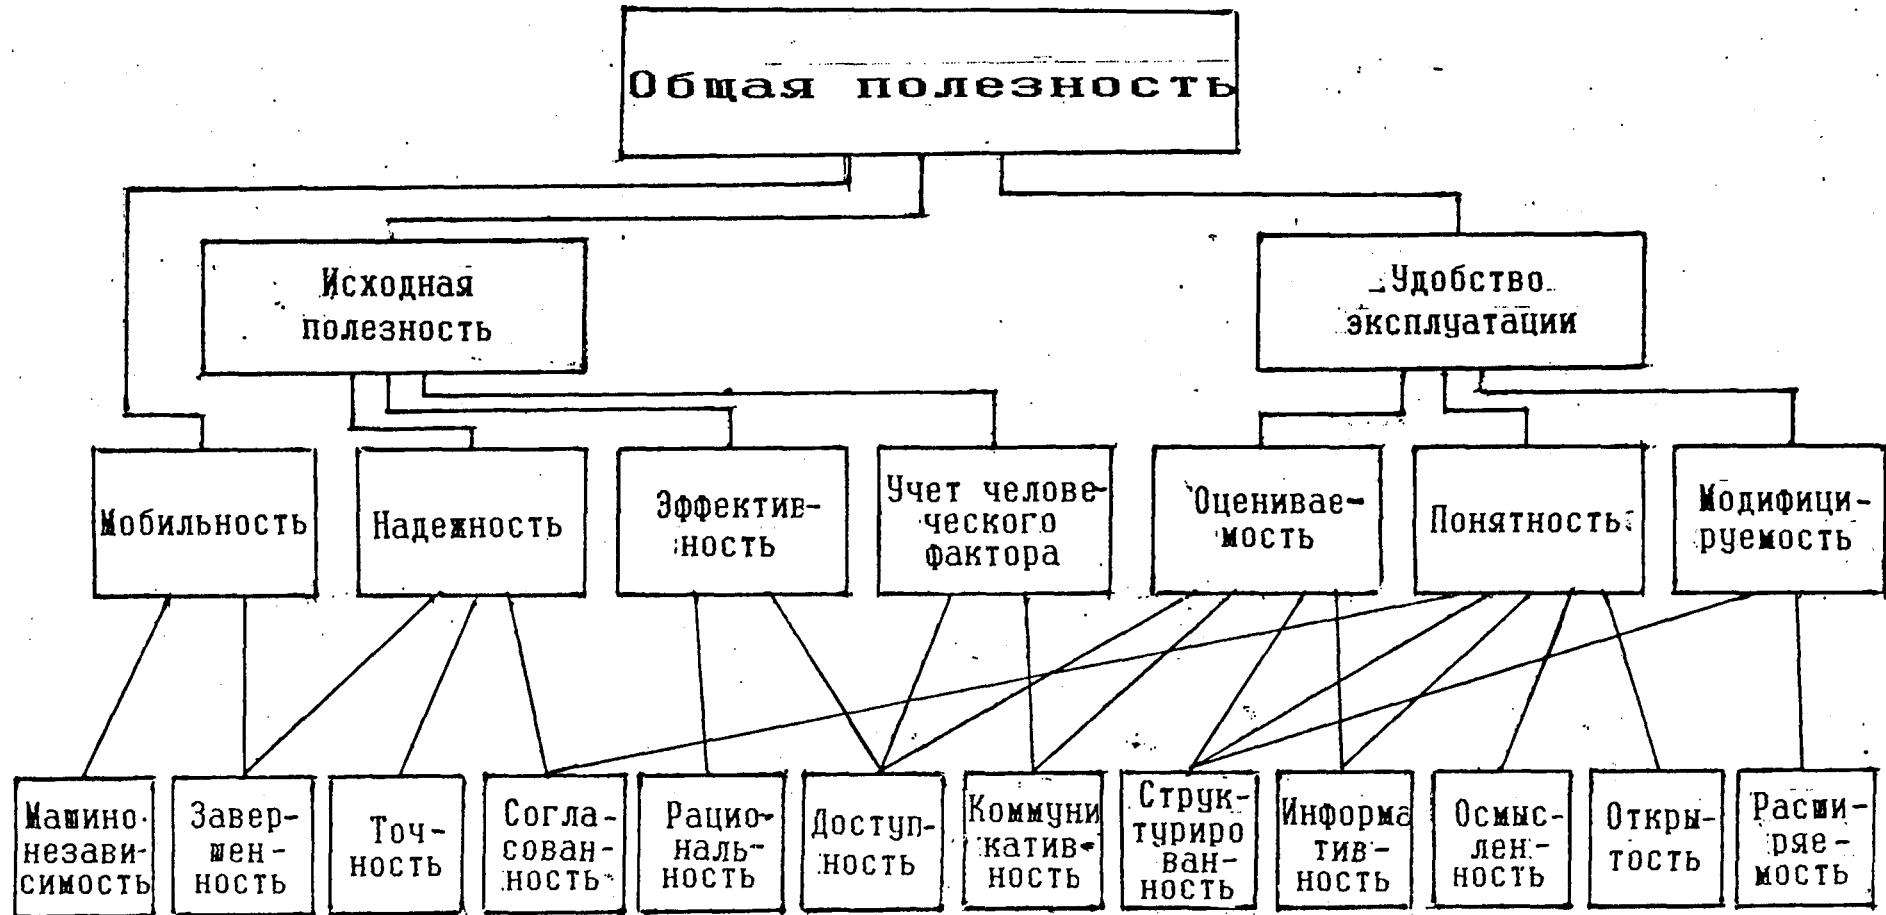 Общая полезность
Исходная
полезность
Удобство
эксплуатации
Мобильность
Надежность
Эффектив-
ность
Учет челове-
ческого
фактора
Оценивае-
мость
Понятность
Модифици-
руемость
Машино-
незави-
симость
Завер-
шен-
ность
Точ-
ность
Согла-
сован-
ность
Рацио-
наль-
ность
Доступ-
ность
Коммуни
катив-
ность
Струк-
туриро
ван-
ность
Информа
тив-
ность
Осмыс-
лен-
ность
Откры-
тость
Расши-
ряе-
мость